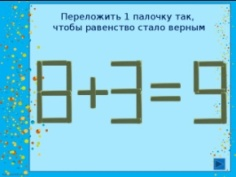 Переложить 1 палочку так,
чтобы равенство стало верным
8+3=9